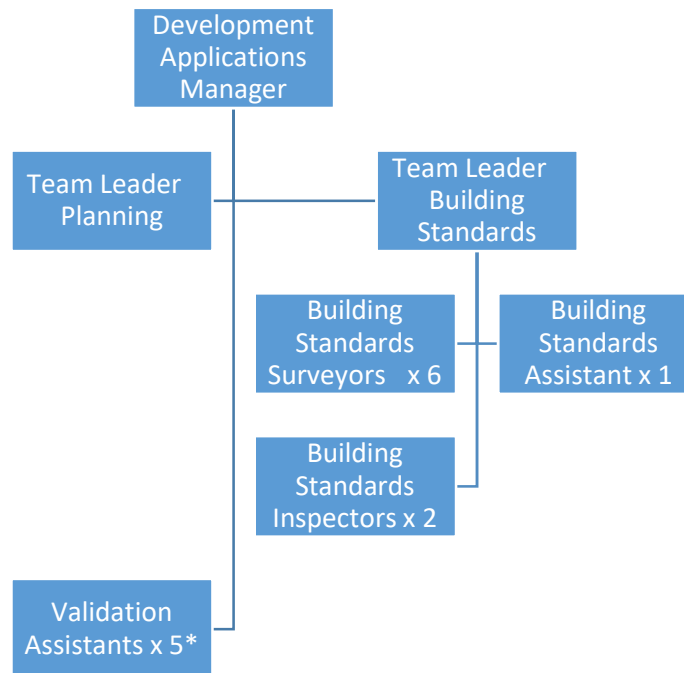 Development
Applications
Manager
Team Leader
Planning
Team Leader
Building
Standards
Building
Standards
Surveyors x 6
Building
Standards
Assistant x 1
Building
Standards
Inspectors x 2
Validation
Assistants x 5*